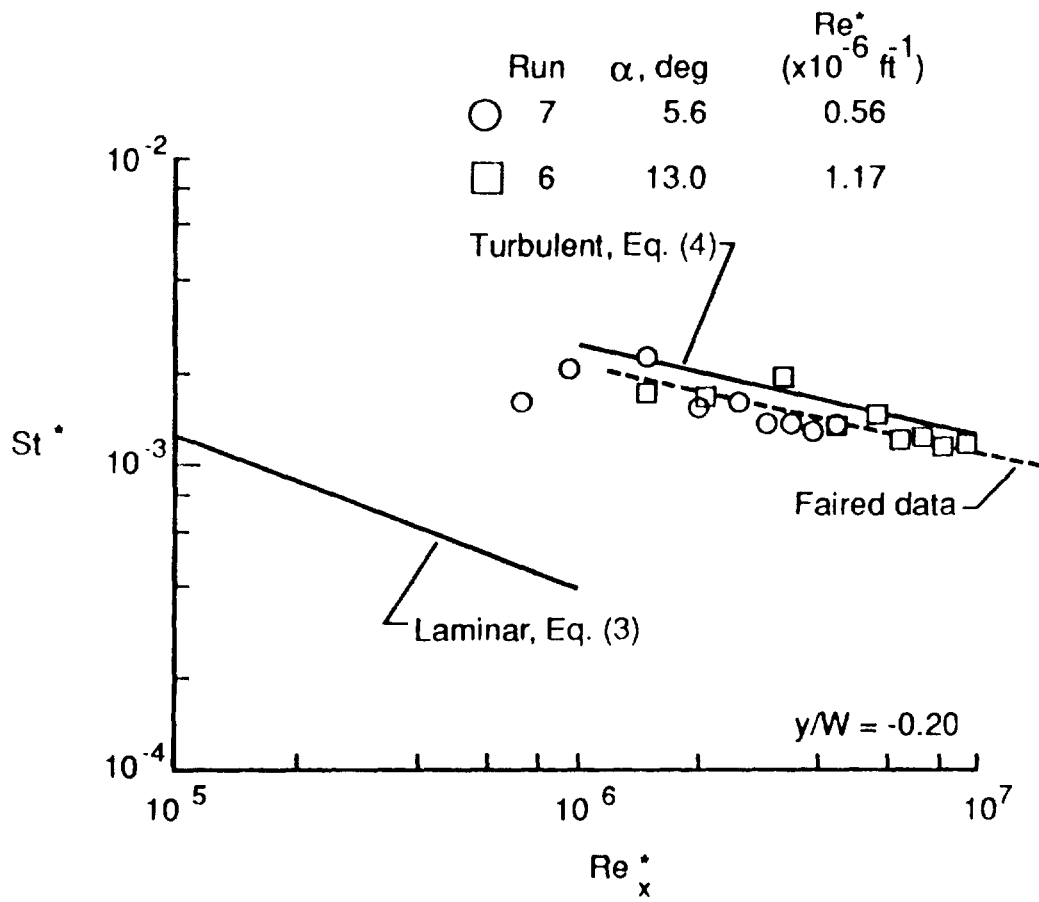 Re*
Run α, deg (x10^-6 ft^-1)
7 5.6 0.56
6 13.0 1.17
Turbulent, Eq. (4)
10^-2
St*
10^-3
Faired data
Laminar, Eq. (3)
y/W = -0.20
10^-4
10^5 10^6 10^7
Re*x